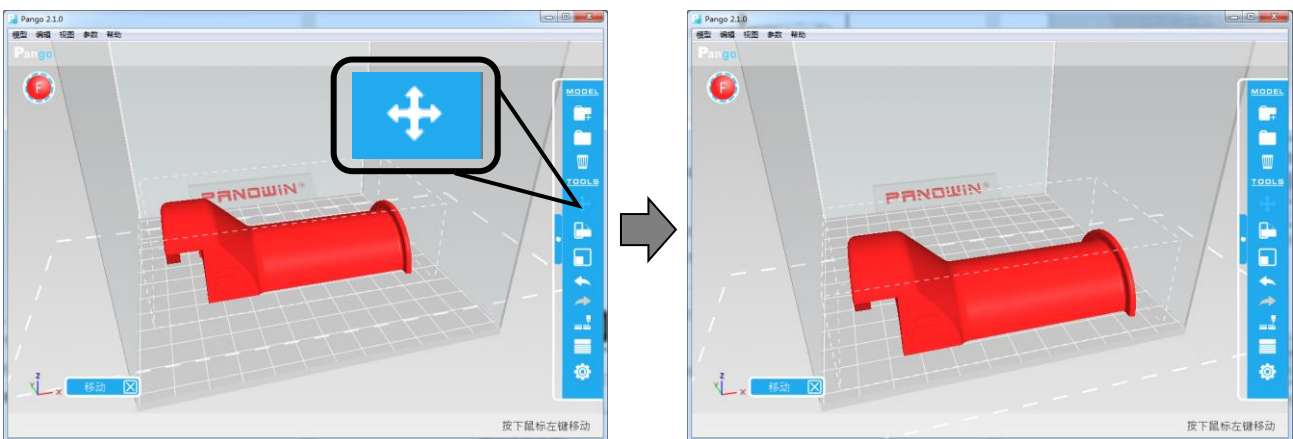 Pango 2.1.0
模型 编辑 视图 参数 帮助
Pango
F
MODEL
TOOLS
PANOWIN®
Z
Y
X
移动
按下鼠标左键移动
Pango 2.1.0
模型 编辑 视图 参数 帮助
Pango
F
MODEL
TOOLS
PANOWIN®
Z
Y
X
移动
按下鼠标左键移动